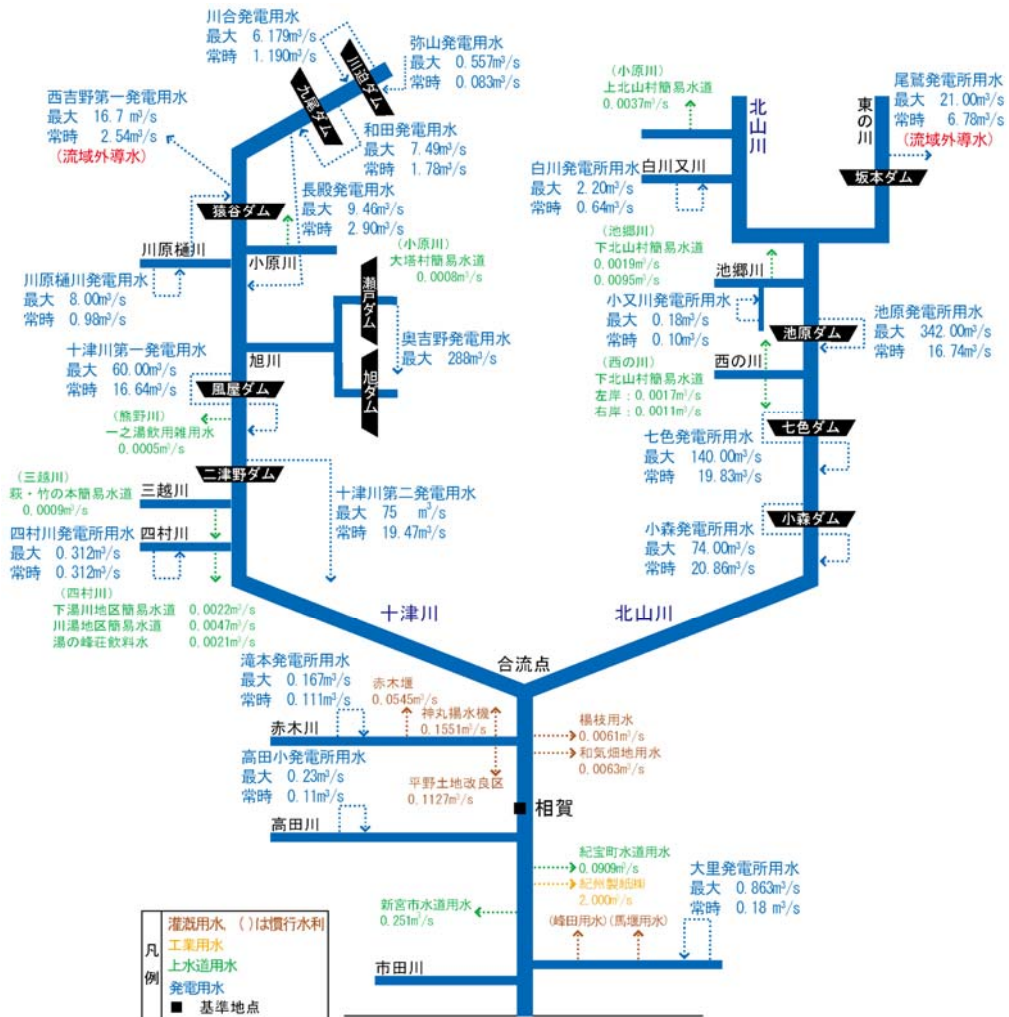 川合発電用水
最大 6.179m³/s
常時 1.190m³/s
川迫ダム
弥山発電用水
最大 0.557m³/s
常時 0.083m³/s
九尾ダム
西吉野第一発電用水
最大 16.7 m³/s
常時 2.54m³/s
(流域外導水)
和田発電用水
最大 7.49m³/s
常時 1.78m³/s
長殿発電用水
最大 9.46m³/s
常時 2.90m³/s
猿谷ダム
川原樋川
小原川
(小原川)
大塔村簡易水道
0.0008m³/s
川原樋川発電用水
最大 8.00m³/s
常時 0.98m³/s
瀬戸ダム
奥吉野発電用水
最大 288m³/s
旭川
旭ダム
十津川第一発電用水
最大 60.00m³/s
常時 16.64m³/s
風屋ダム
(熊野川)
一之湯飲用雑用水
0.0005m³/s
二津野ダム
(三越川)
萩・竹の本簡易水道
0.0009m³/s
三越川
十津川第二発電用水
最大 75 m³/s
常時 19.47m³/s
四村川発電所用水
最大 0.312m³/s
常時 0.312m³/s
四村川
(四村川)
下湯川地区簡易水道 0.0022m³/s
川湯地区簡易水道 0.0047m³/s
湯の峰荘飲料水 0.0021m³/s
十津川
(小原川)
上北山村簡易水道
0.0037m³/s
北山川
東の川
尾鷲発電所用水
最大 21.00m³/s
常時 6.78m³/s
(流域外導水)
坂本ダム
白川発電所用水
最大 2.20m³/s
常時 0.64m³/s
白川又川
(池郷川)
下北山村簡易水道
0.0019m³/s
0.0095m³/s
池郷川
小又川発電所用水
最大 0.18m³/s
常時 0.10m³/s
池原ダム
池原発電所用水
最大 342.00m³/s
常時 16.74m³/s
(西の川)
下北山村簡易水道
左岸:0.0017m³/s
右岸:0.0011m³/s
西の川
七色ダム
七色発電所用水
最大 140.00m³/s
常時 19.83m³/s
小森ダム
小森発電所用水
最大 74.00m³/s
常時 20.86m³/s
北山川
合流点
滝本発電所用水
最大 0.167m³/s
常時 0.111m³/s
赤木川
赤木堰
0.0545m³/s
神丸揚水機
0.1551m³/s
平野土地改良区
0.1127m³/s
楊枝用水
0.0061m³/s
和気畑地用水
0.0063m³/s
高田小発電所用水
最大 0.23m³/s
常時 0.11m³/s
高田川
相賀
紀宝町水道用水
0.0909m³/s
紀州製紙㈱
2.000m³/s
新宮市水道用水
0.251m³/s
大里発電所用水
最大 0.863m³/s
常時 0.18 m³/s
(峰田用水)(馬堰用水)
市田川
凡例
灌漑用水, ( )は慣行水利
工業用水
上水道用水
発電用水
■ 基準地点